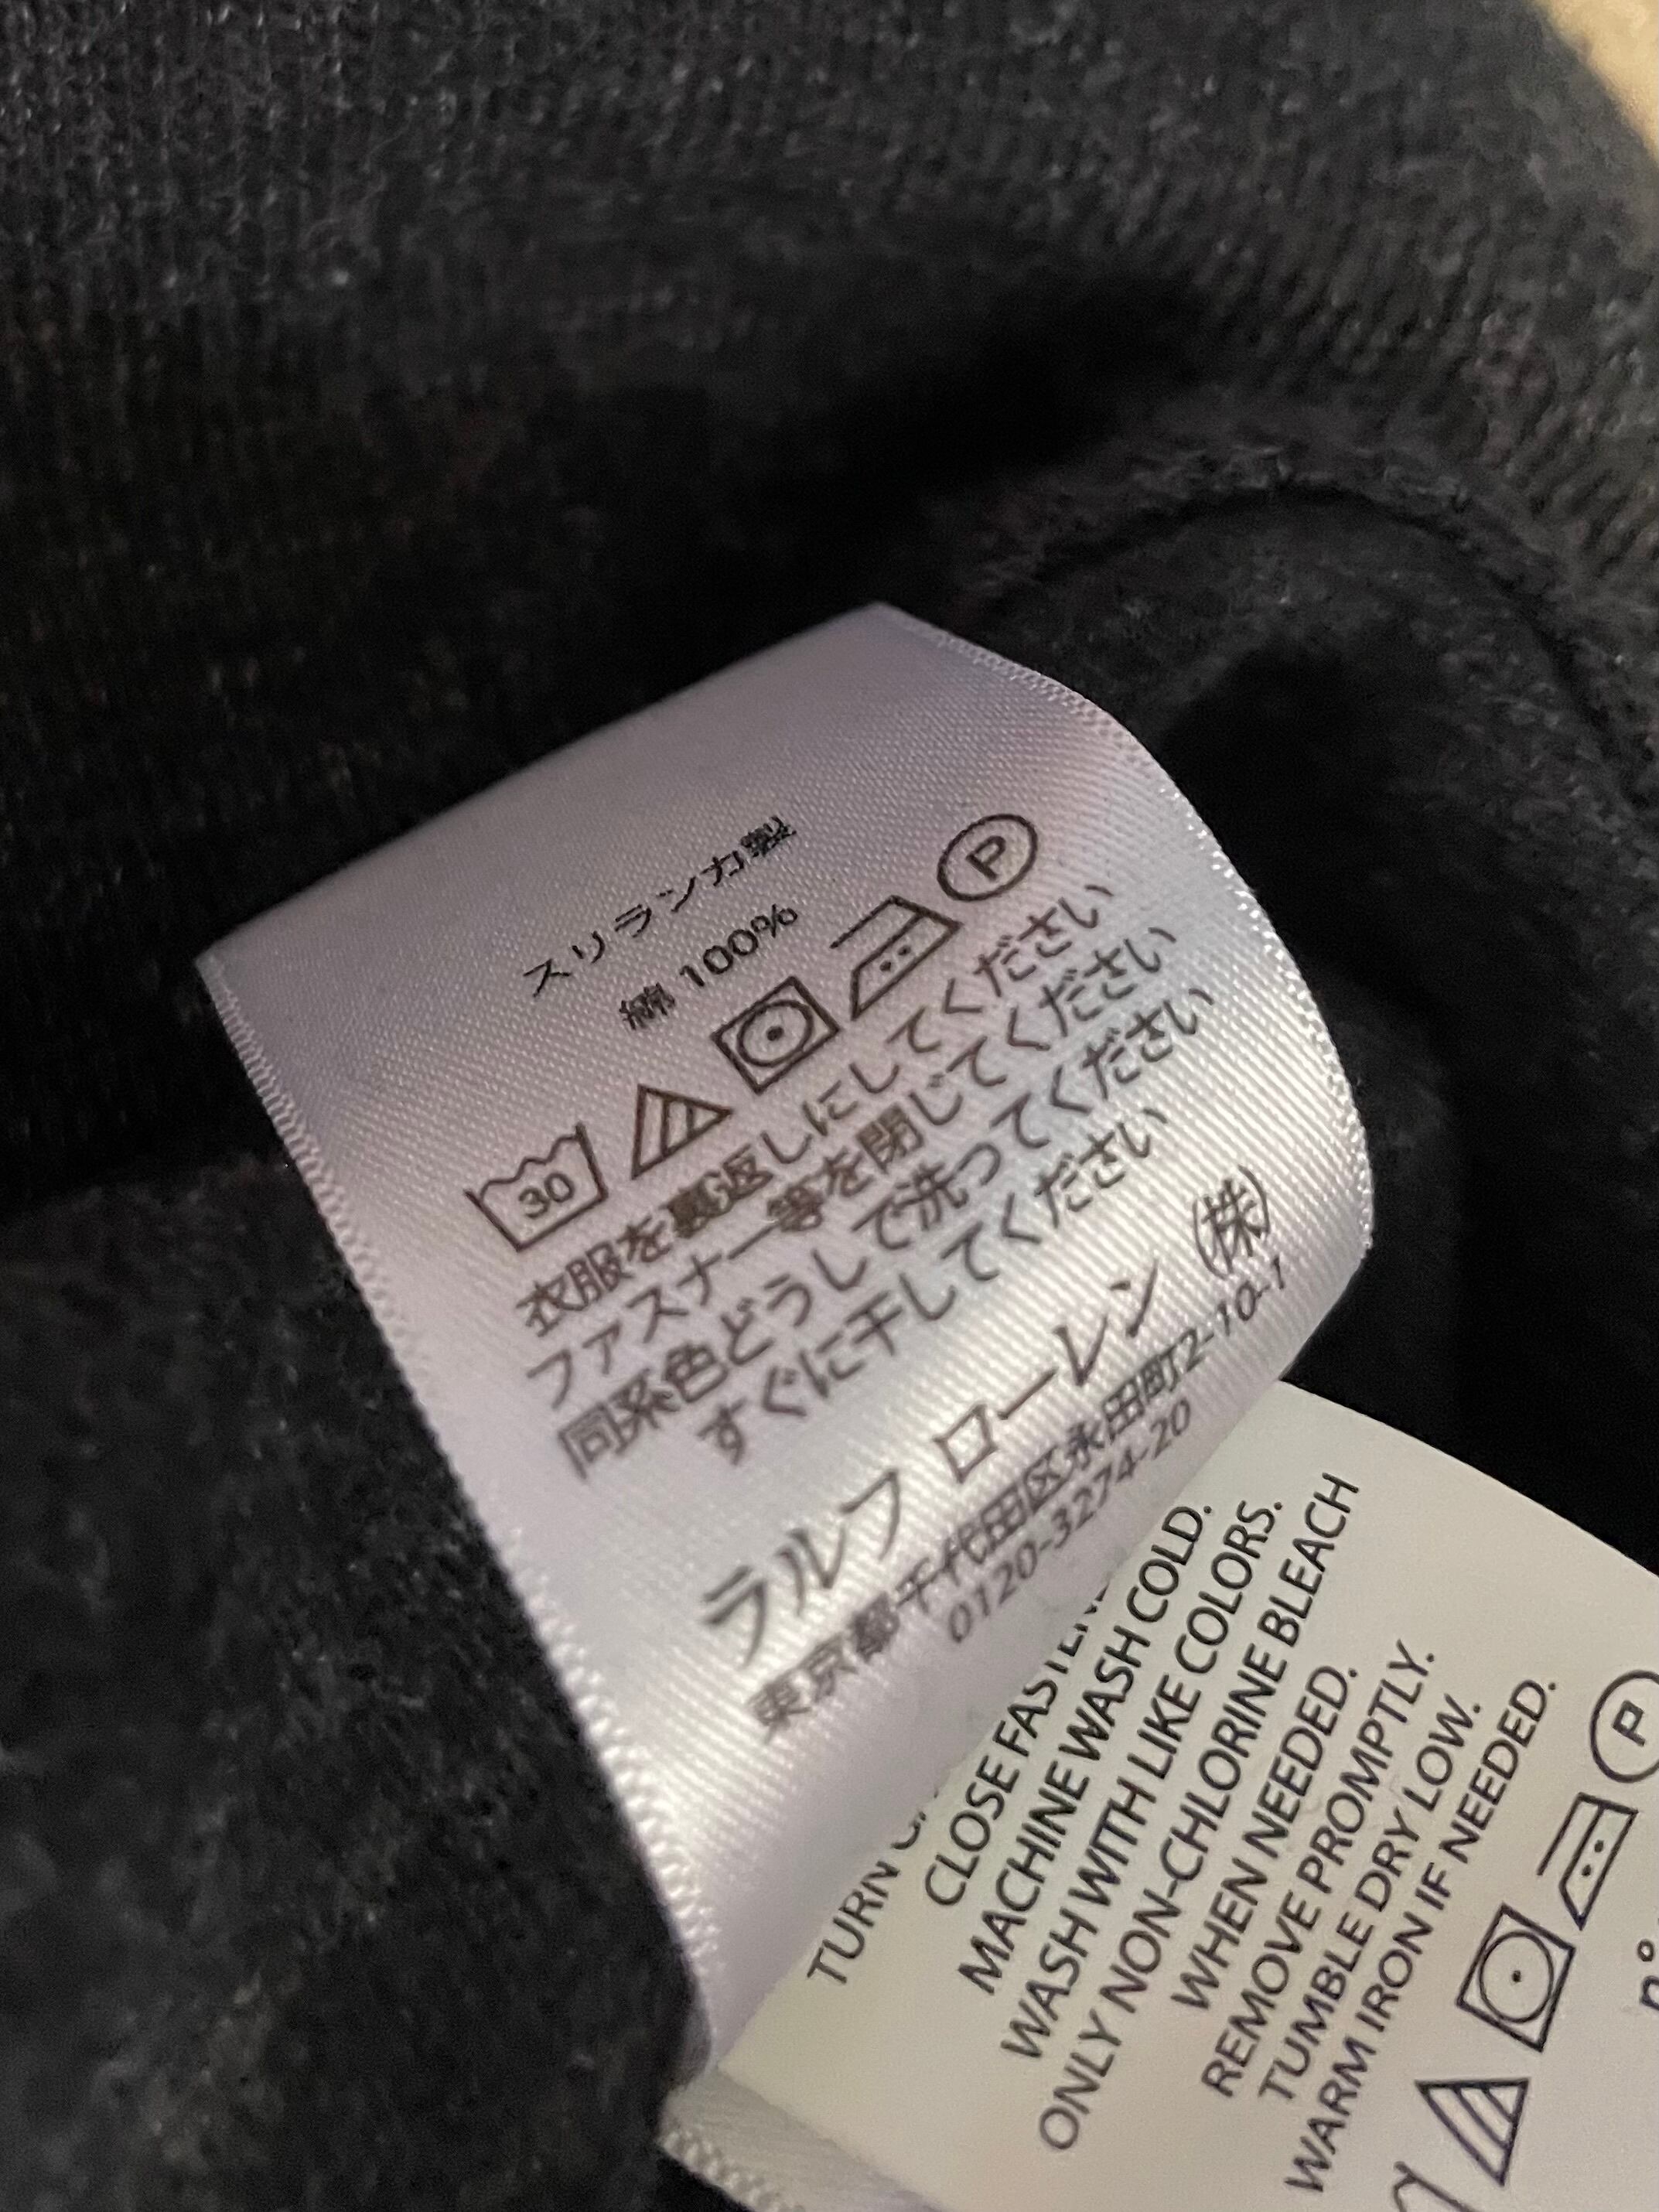 スリランカ製
綿 100%
30 P
衣服を裏返しにしてください
ファスナー等を閉じてください
同系色どうしで洗ってください
すぐに干してください
ラルフ ローレン (株)
東京都千代田区永田町2-10-1
0120-3274-20
TURN
CLOSE
MACHINE WASH COLD.
WASH WITH LIKE COLORS.
ONLY NON-CHLORINE BLEACH
WHEN NEEDED.
REMOVE PROMPTLY.
TUMBLE DRY LOW.
WARM IRON IF NEEDED.
P